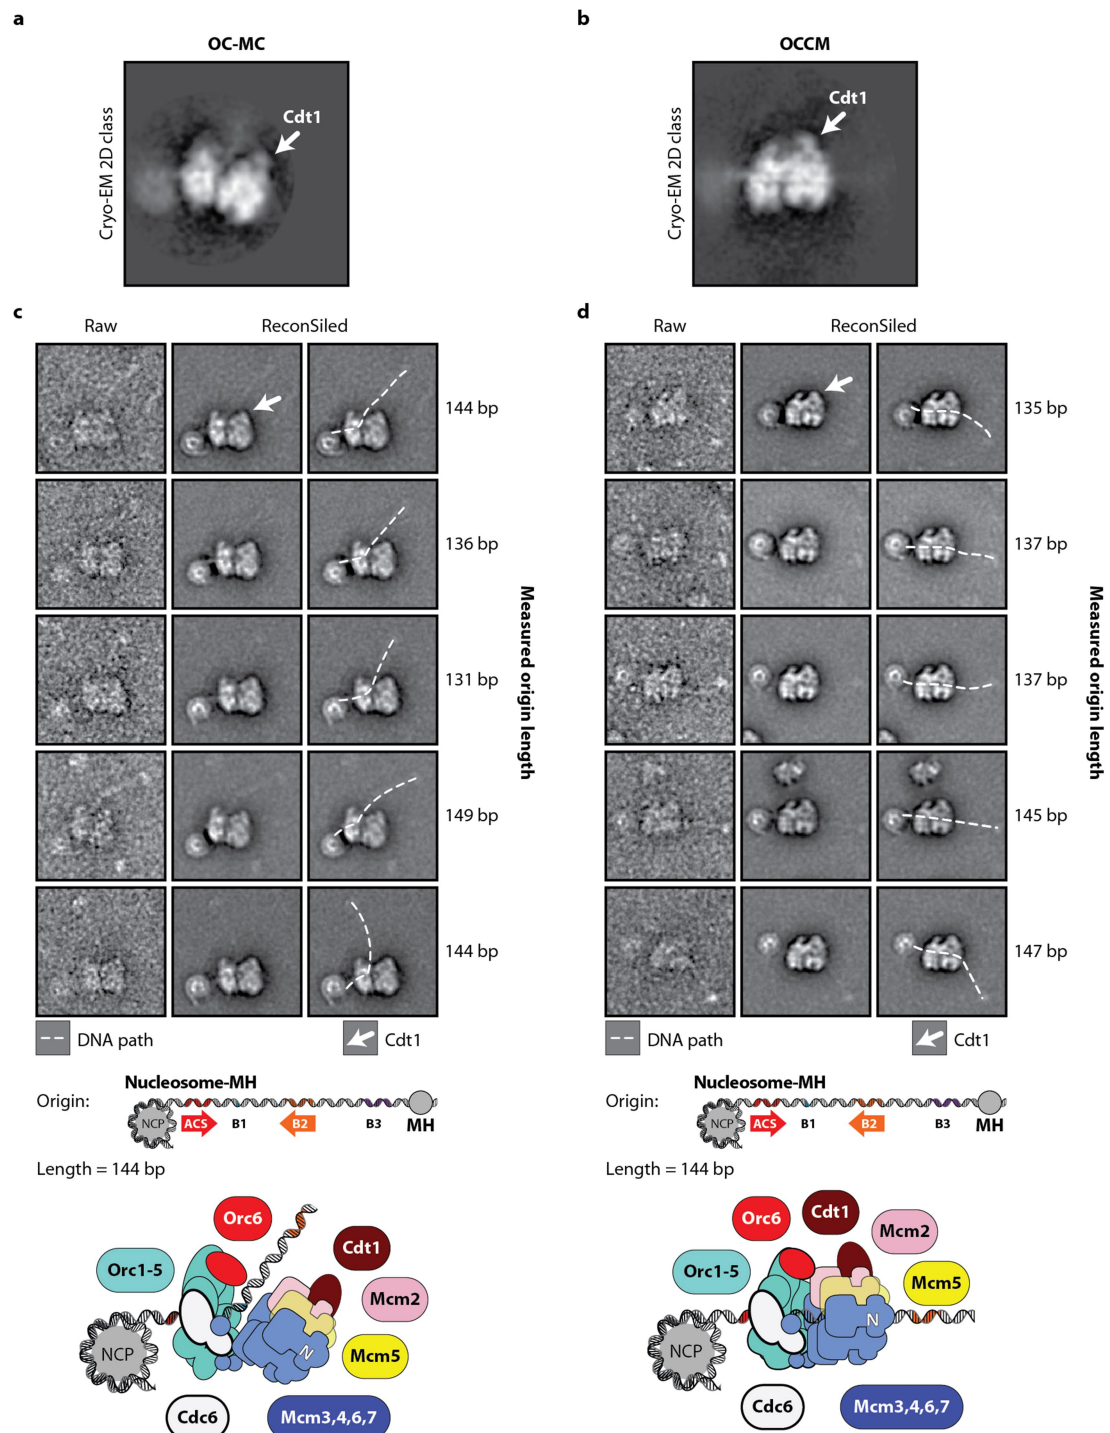 a
OC-MC
Cryo-EM 2D class
Cdt1
b
OCCM
Cryo-EM 2D class
Cdt1
c
Raw
ReconSiled
144 bp
136 bp
131 bp
149 bp
144 bp
Measured origin length
DNA path
Cdt1
Nucleosome-MH
Origin:
NCP
ACS
B1
B2
B3
MH
Length = 144 bp
Orc6
Cdt1
Orc1-5
Mcm2
N
Mcm5
NCP
Cdc6
Mcm3,4,6,7
d
Raw
ReconSiled
135 bp
137 bp
137 bp
145 bp
147 bp
Measured origin length
DNA path
Cdt1
Nucleosome-MH
Origin:
NCP
ACS
B1
B2
B3
MH
Length = 144 bp
Orc6
Cdt1
Mcm2
Orc1-5
Mcm5
N
NCP
Cdc6
Mcm3,4,6,7